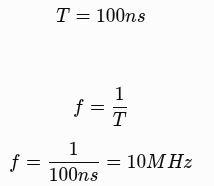 T = 100ns
f = 1/T
f = 1/100ns = 10MHz